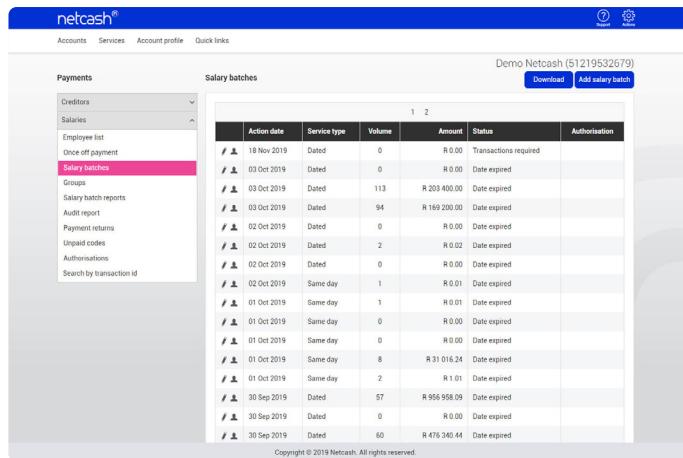 netcash®
Support Actions
Accounts Services Account profile Quick links
Demo Netcash (51219532679)
Payments
Salary batches
Download Add salary batch
Creditors
Salaries
Employee list
Once off payment
Salary batches
Groups
Salary batch reports
Audit report
Payment returns
Unpaid codes
Authorisations
Search by transaction id
1 2
Action date Service type Volume Amount Status Authorisation
18 Nov 2019 Dated 0 R 0.00 Transactions required
03 Oct 2019 Dated 0 R 0.00 Date expired
03 Oct 2019 Dated 113 R 203 400.00 Date expired
03 Oct 2019 Dated 94 R 169 200.00 Date expired
02 Oct 2019 Dated 0 R 0.00 Date expired
02 Oct 2019 Dated 2 R 0.02 Date expired
02 Oct 2019 Dated 0 R 0.00 Date expired
02 Oct 2019 Same day 1 R 0.01 Date expired
01 Oct 2019 Same day 1 R 0.01 Date expired
01 Oct 2019 Same day 0 R 0.00 Date expired
01 Oct 2019 Same day 0 R 0.00 Date expired
01 Oct 2019 Same day 8 R 31 016.24 Date expired
01 Oct 2019 Same day 2 R 1.01 Date expired
30 Sep 2019 Dated 57 R 956 958.09 Date expired
30 Sep 2019 Dated 0 R 0.00 Date expired
30 Sep 2019 Dated 60 R 476 340.44 Date expired
Copyright © 2019 Netcash. All rights reserved.